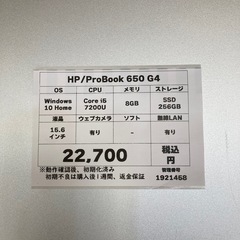 HP/ProBook 650 G4
OS CPU メモリ ストレージ
Windows 10 Home Core i5 7200U 8GB SSD 256GB
液晶 ウェブカメラ ソフト 無線LAN
15.6インチ 有り - 有り
22,700 税込 円
※動作確認後、初期化済み 管理番号
初期不良は購入後1週間、返金保証 1921458